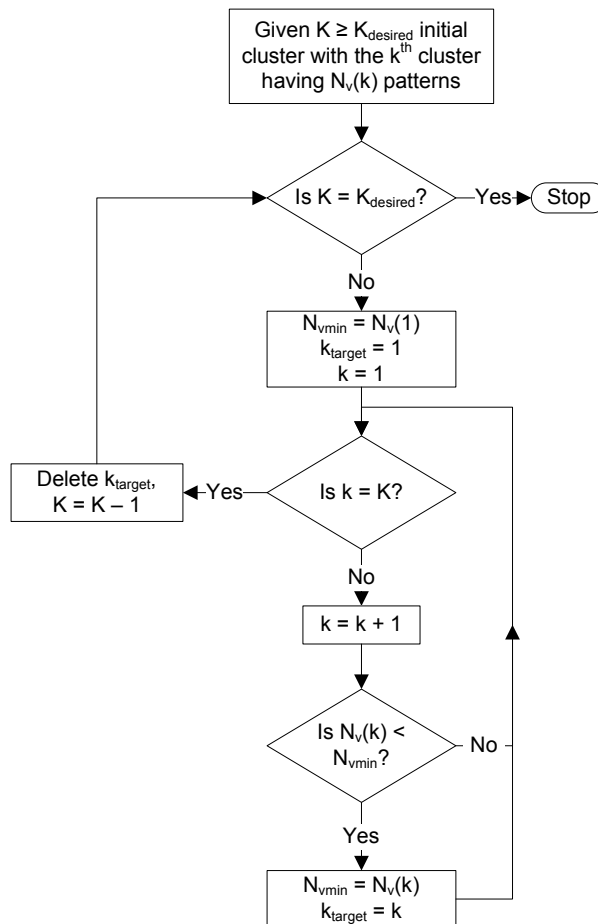 Given K ≥ K_desired initial
cluster with the k^th cluster
having N_v(k) patterns
Is K = K_desired?
Yes
Stop
No
N_vmin = N_v(1)
k_target = 1
k = 1
Is k = K?
Yes
Delete k_target,
K = K – 1
No
k = k + 1
Is N_v(k) <
N_vmin?
No
Yes
N_vmin = N_v(k)
k_target = k